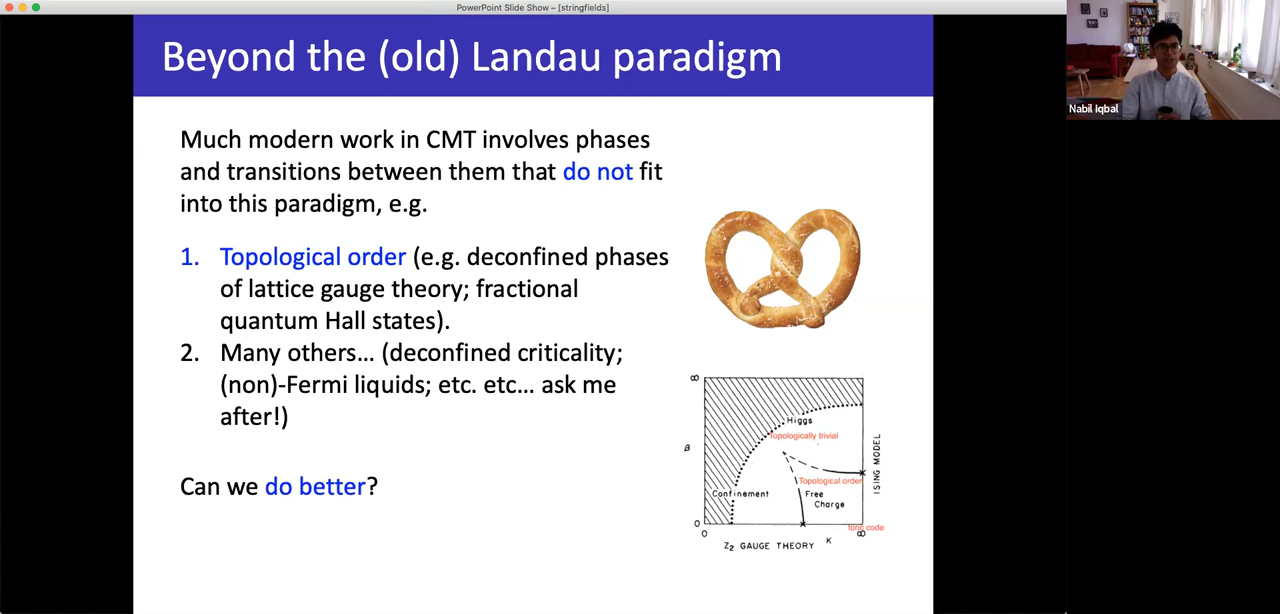 PowerPoint Slide Show – [stringfields]
Beyond the (old) Landau paradigm
Nabil Iqbal
Much modern work in CMT involves phases
and transitions between them that do not fit
into this paradigm, e.g.
1. Topological order (e.g. deconfined phases
of lattice gauge theory; fractional
quantum Hall states).
2. Many others... (deconfined criticality;
(non)-Fermi liquids; etc. etc... ask me
after!)
Can we do better?
∞
Higgs
Topologically trivial
β
ISING MODEL
Topological order
Confinement
Free
Charge
0
toric code
0
∞
Z2 GAUGE THEORY K